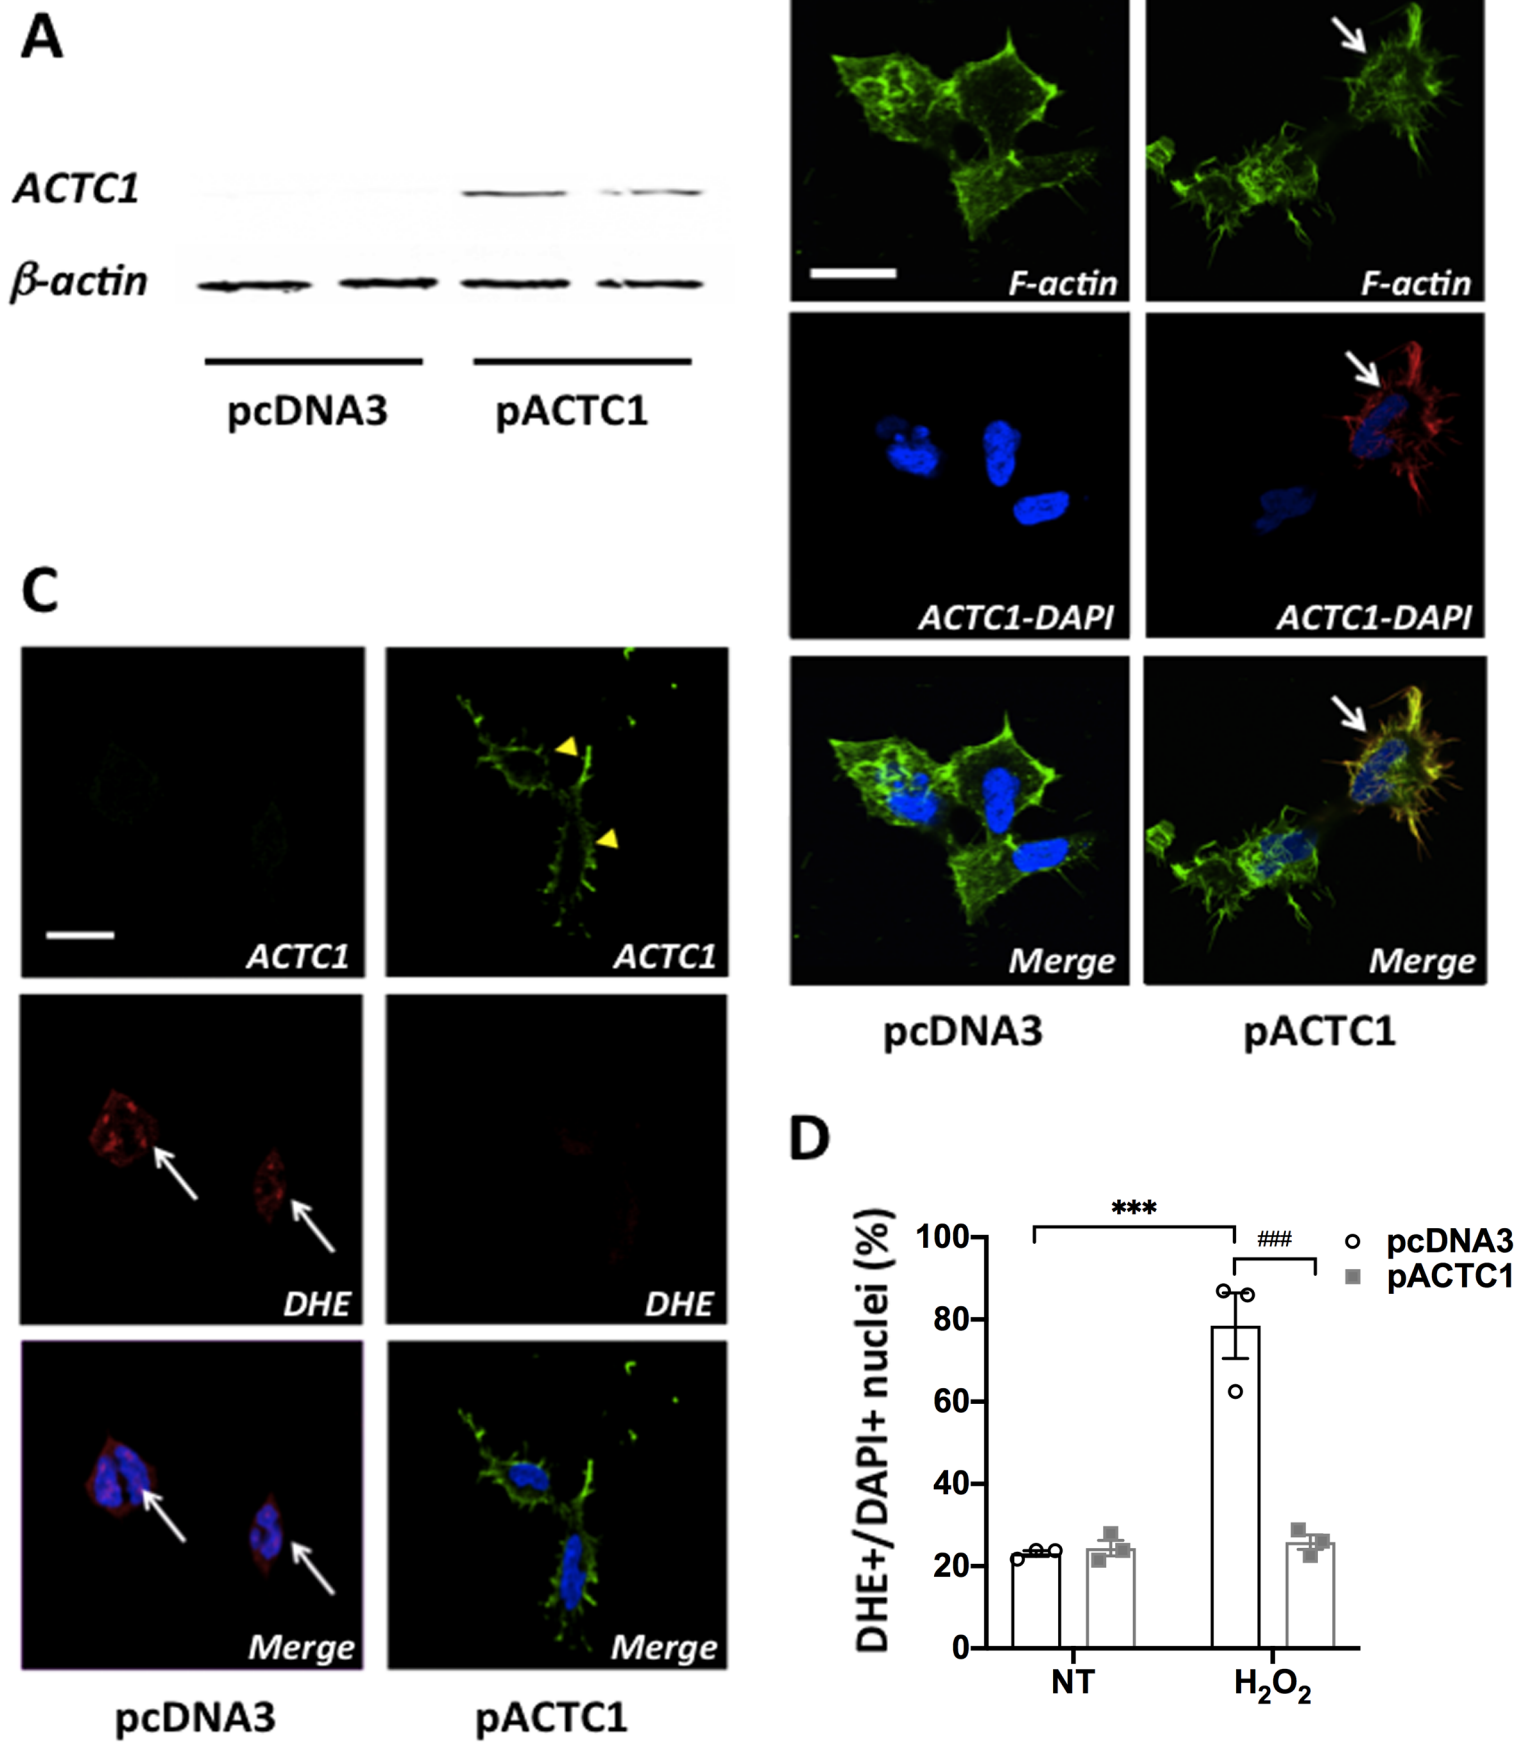 A
ACTC1
β-actin
pcDNA3
pACTC1
F-actin
F-actin
ACTC1-DAPI
ACTC1-DAPI
Merge
Merge
pcDNA3
pACTC1
C
ACTC1
ACTC1
DHE
DHE
Merge
Merge
pcDNA3
pACTC1
D
DHE+/DAPI+ nuclei (%)
***
###
pcDNA3
pACTC1
100
80
60
40
20
0
NT
H₂O₂